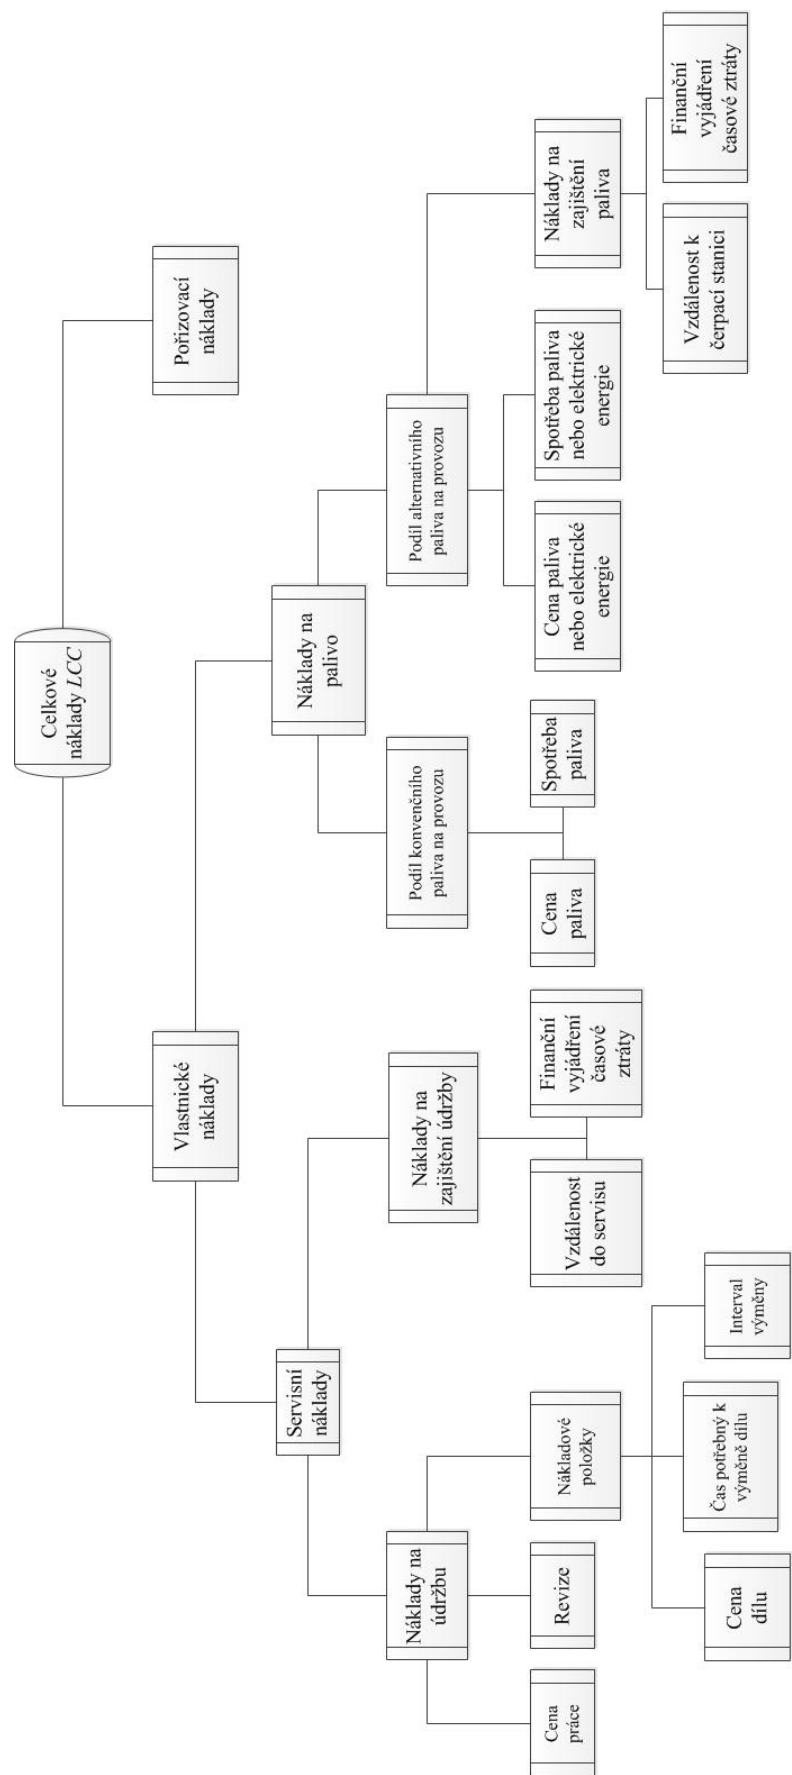 Celkové
náklady LCC
Vlastnické
náklady
Pořizovací
náklady
Servisní
náklady
Náklady na
palivo
Náklady na
údržbu
Náklady na
zajištění údržby
Podíl konvenčního
paliva na provozu
Podíl alternativního
paliva na provozu
Cena
práce
Revize
Nákladové
položky
Vzdálenost
do servisu
Finanční
vyjádření
časové
ztráty
Cena
paliva
Spotřeba
paliva
Cena paliva
nebo elektrické
energie
Spotřeba paliva
nebo elektrické
energie
Náklady na
zajištění
paliva
Cena
dílu
Čas potřebný k
výměně dílu
Interval
výměny
Vzdálenost k
čerpací stanici
Finanční
vyjádření
časové ztráty